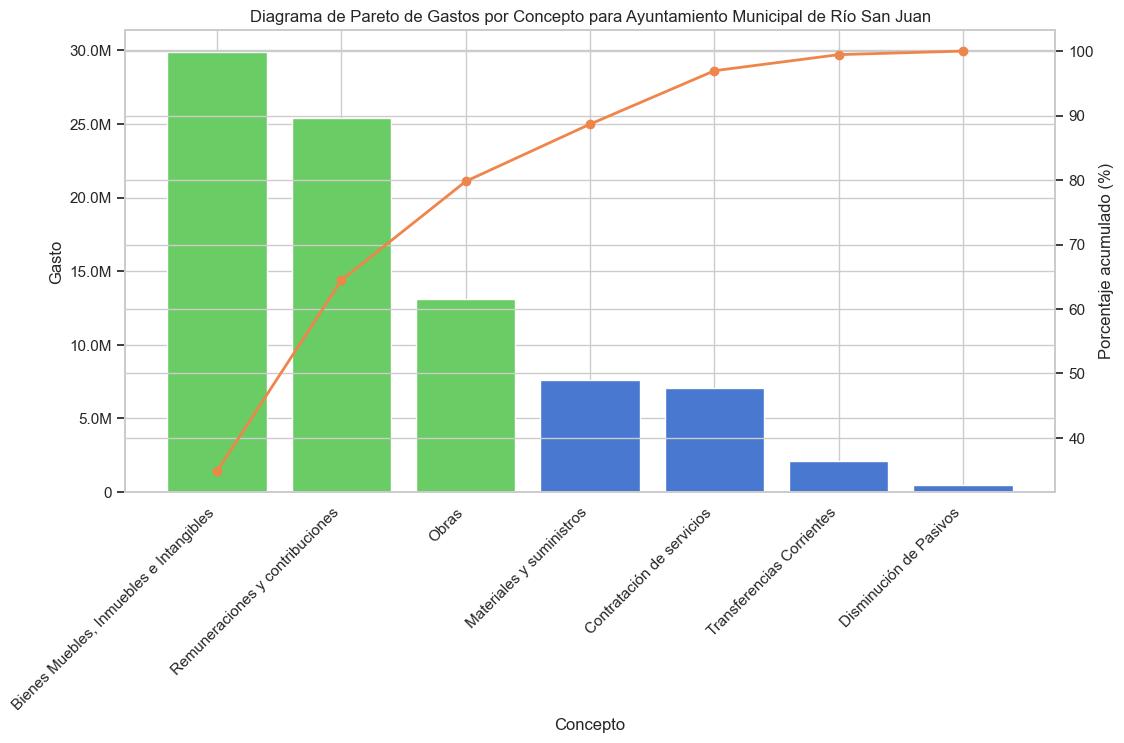 Diagrama de Pareto de Gastos por Concepto para Ayuntamiento Municipal de Río San Juan
Gasto
30.0M
25.0M
20.0M
15.0M
10.0M
5.0M
0
100
90
80
70
60
50
40
Porcentaje acumulado (%)
Bienes Muebles, Inmuebles e Intangibles
Remuneraciones y contribuciones
Obras
Materiales y suministros
Contratación de servicios
Transferencias Corrientes
Disminución de Pasivos
Concepto